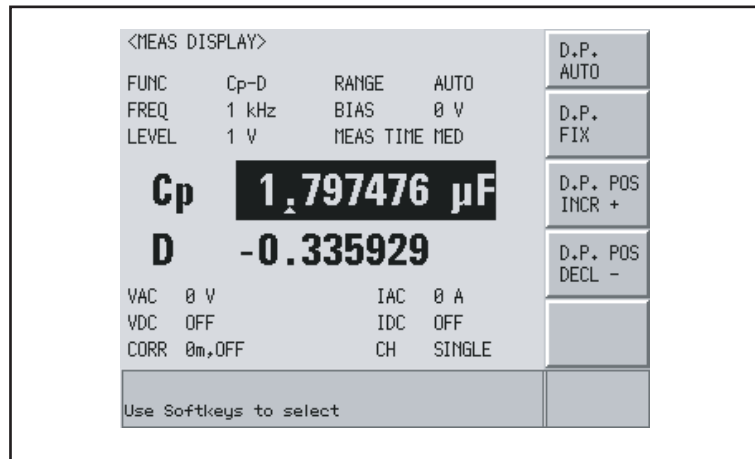 <MEAS DISPLAY>
FUNC Cp-D RANGE AUTO
FREQ 1 kHz BIAS 0 V
LEVEL 1 V MEAS TIME MED
Cp 1.797476 µF
D -0.335929
VAC 0 V IAC 0 A
VDC OFF IDC OFF
CORR 0m,OFF CH SINGLE
Use Softkeys to select
D.P.
AUTO
D.P.
FIX
D.P. POS
INCR +
D.P. POS
DECL -